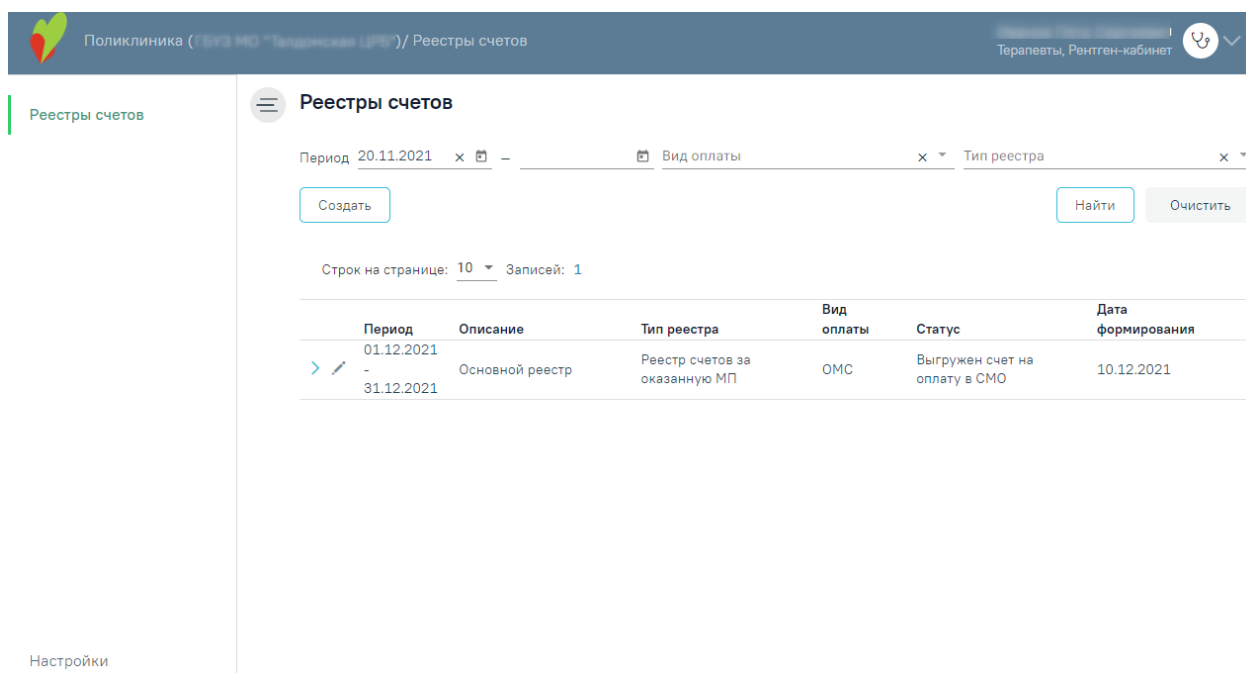 Поликлиника ( )/ Реестры счетов
Терапевты, Рентген-кабинет
Реестры счетов
Реестры счетов
Период 20.11.2021 – Вид оплаты Тип реестра
Создать Найти Очистить
Строк на странице: 10 Записей: 1
Вид Дата
Период Описание Тип реестра оплаты Статус формирования
01.12.2021
Реестр счетов за Выгружен счет на
- Основной реестр ОМС 10.12.2021
оказанную МП оплату в СМО
31.12.2021
Настройки